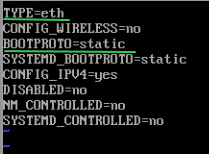 TYPE=eth
CONFIG_WIRELESS=no
BOOTPROTO=static
SYSTEMD_BOOTPROTO=static
CONFIG_IPV4=yes
DISABLED=no
NM_CONTROLLED=no
SYSTEMD_CONTROLLED=no
~
~